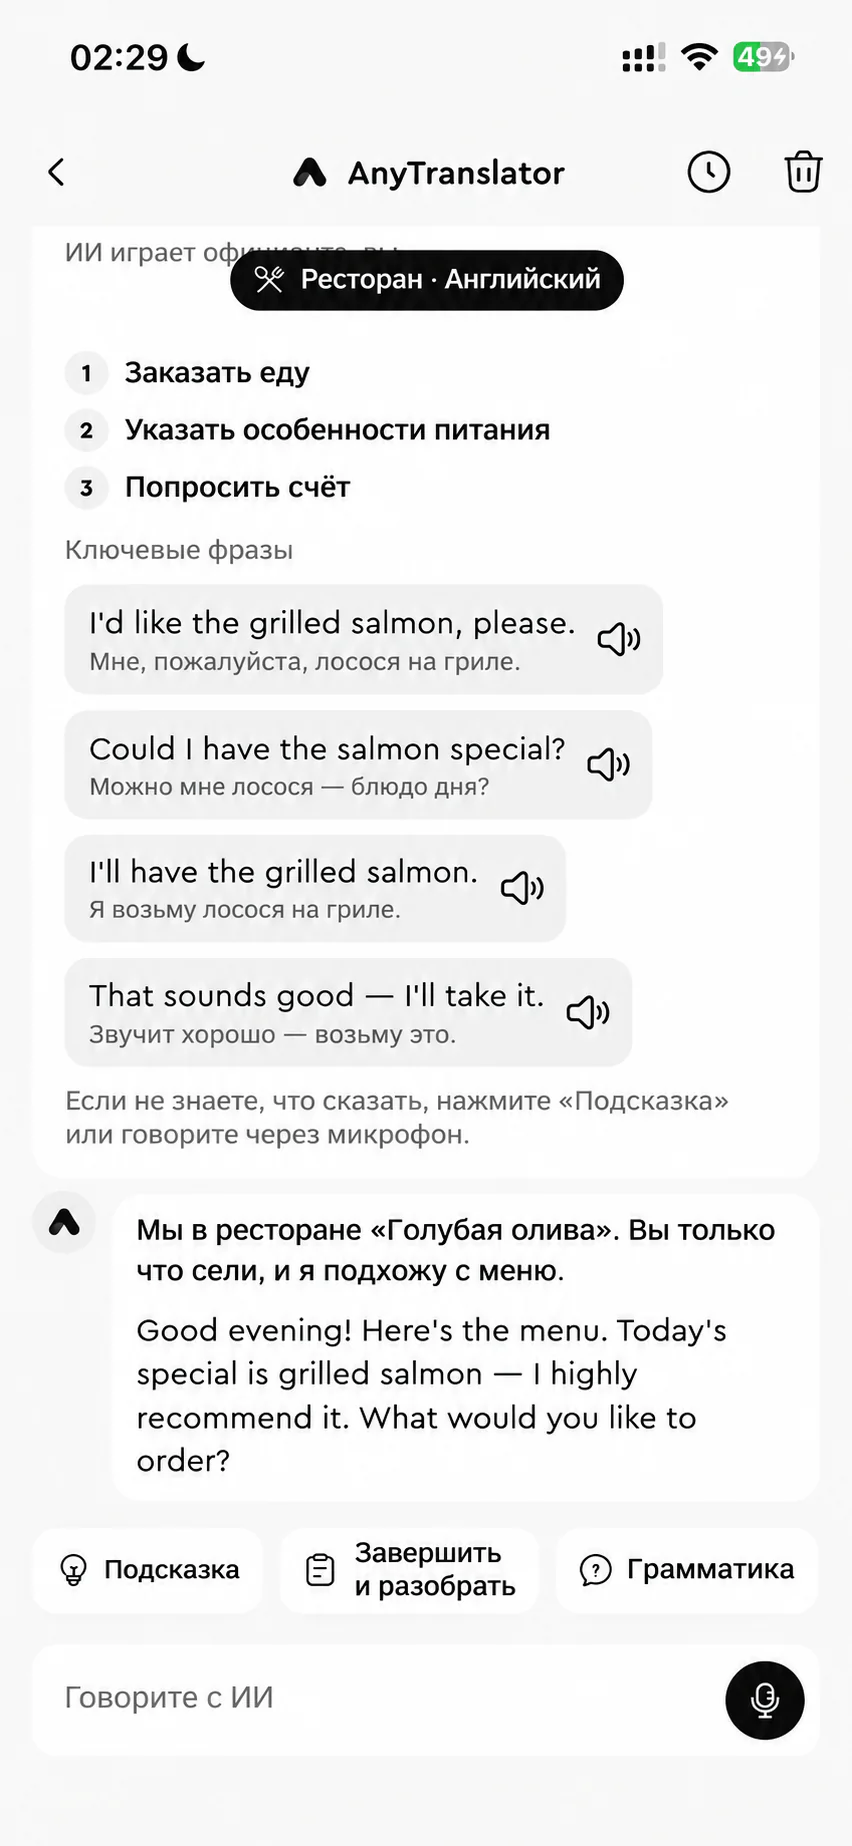 02:29
49
AnyTranslator
ИИ играет официанта, вы
Ресторан · Английский
1 Заказать еду
2 Указать особенности питания
3 Попросить счёт
Ключевые фразы
I'd like the grilled salmon, please.
Мне, пожалуйста, лосося на гриле.
Could I have the salmon special?
Можно мне лосося — блюдо дня?
I'll have the grilled salmon.
Я возьму лосося на гриле.
That sounds good — I'll take it.
Звучит хорошо — возьму это.
Если не знаете, что сказать, нажмите «Подсказка»
или говорите через микрофон.
Мы в ресторане «Голубая олива». Вы только
что сели, и я подхожу с меню.
Good evening! Here's the menu. Today's
special is grilled salmon — I highly
recommend it. What would you like to
order?
Подсказка
Завершить
и разобрать
Грамматика
Говорите с ИИ